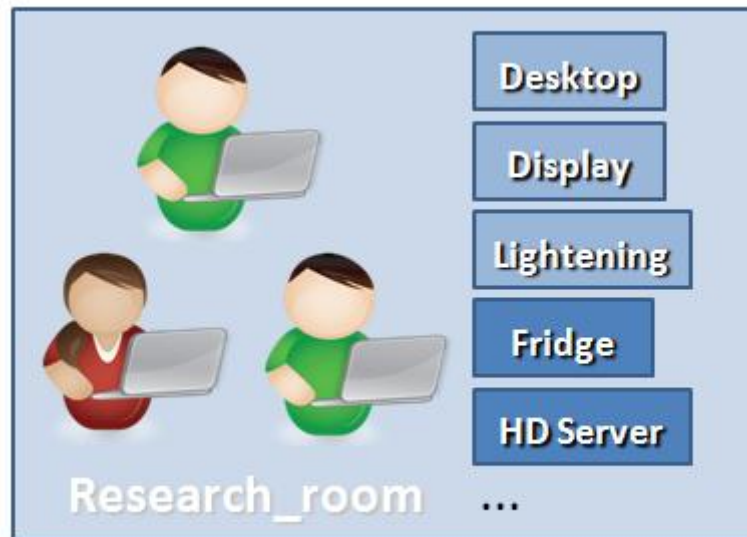 Desktop
Display
Lightening
Fridge
HD Server
Research_room
...